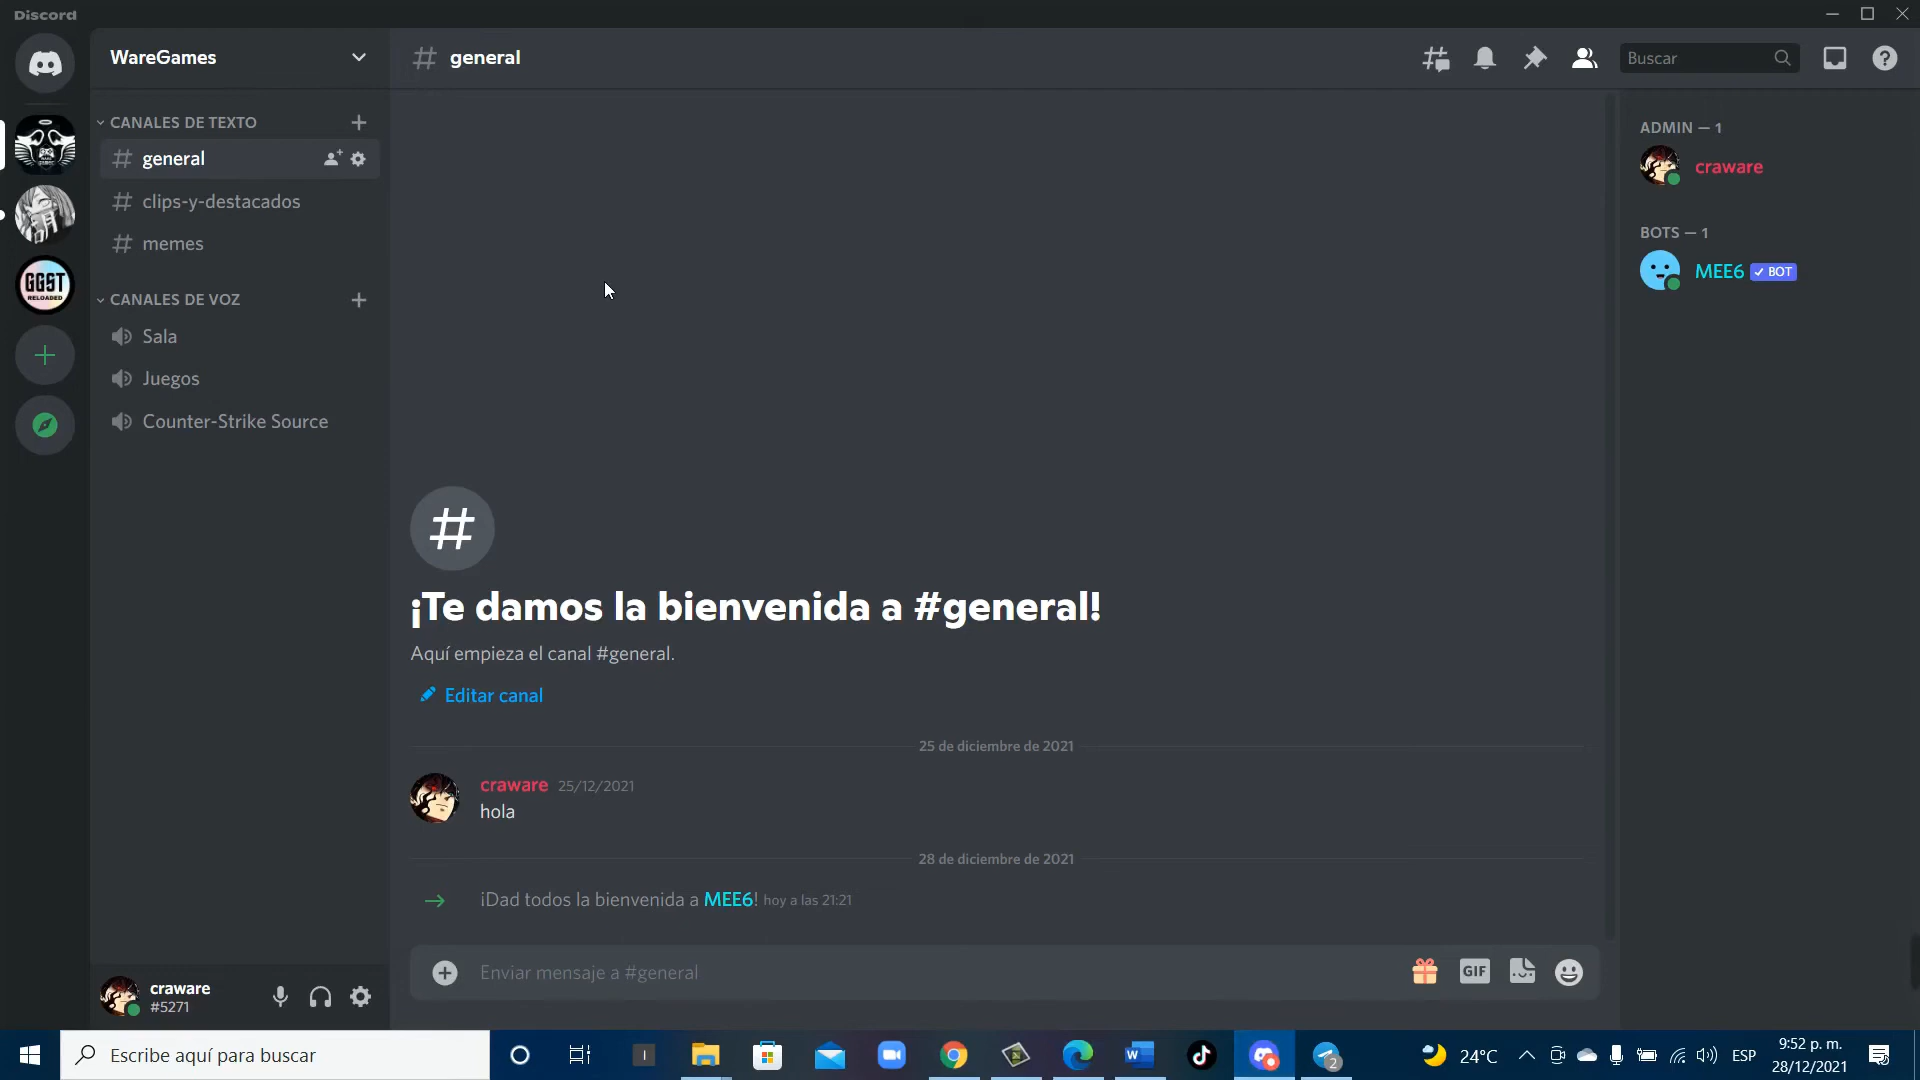 Discord
WareGames
general
Buscar
CANALES DE TEXTO
general
clips-y-destacados
memes
CANALES DE VOZ
Sala
Juegos
Counter-Strike Source
GGST
RELOADED
¡Te damos la bienvenida a #general!
Aquí empieza el canal #general.
Editar canal
25 de diciembre de 2021
craware 25/12/2021
hola
28 de diciembre de 2021
¡Dad todos la bienvenida a MEE6! hoy a las 21:21
Enviar mensaje a #general
GIF
ADMIN — 1
craware
BOTS — 1
MEE6 ✓ BOT
craware
#5271
Escribe aquí para buscar
2
24°C
ESP
9:52 p. m.
28/12/2021